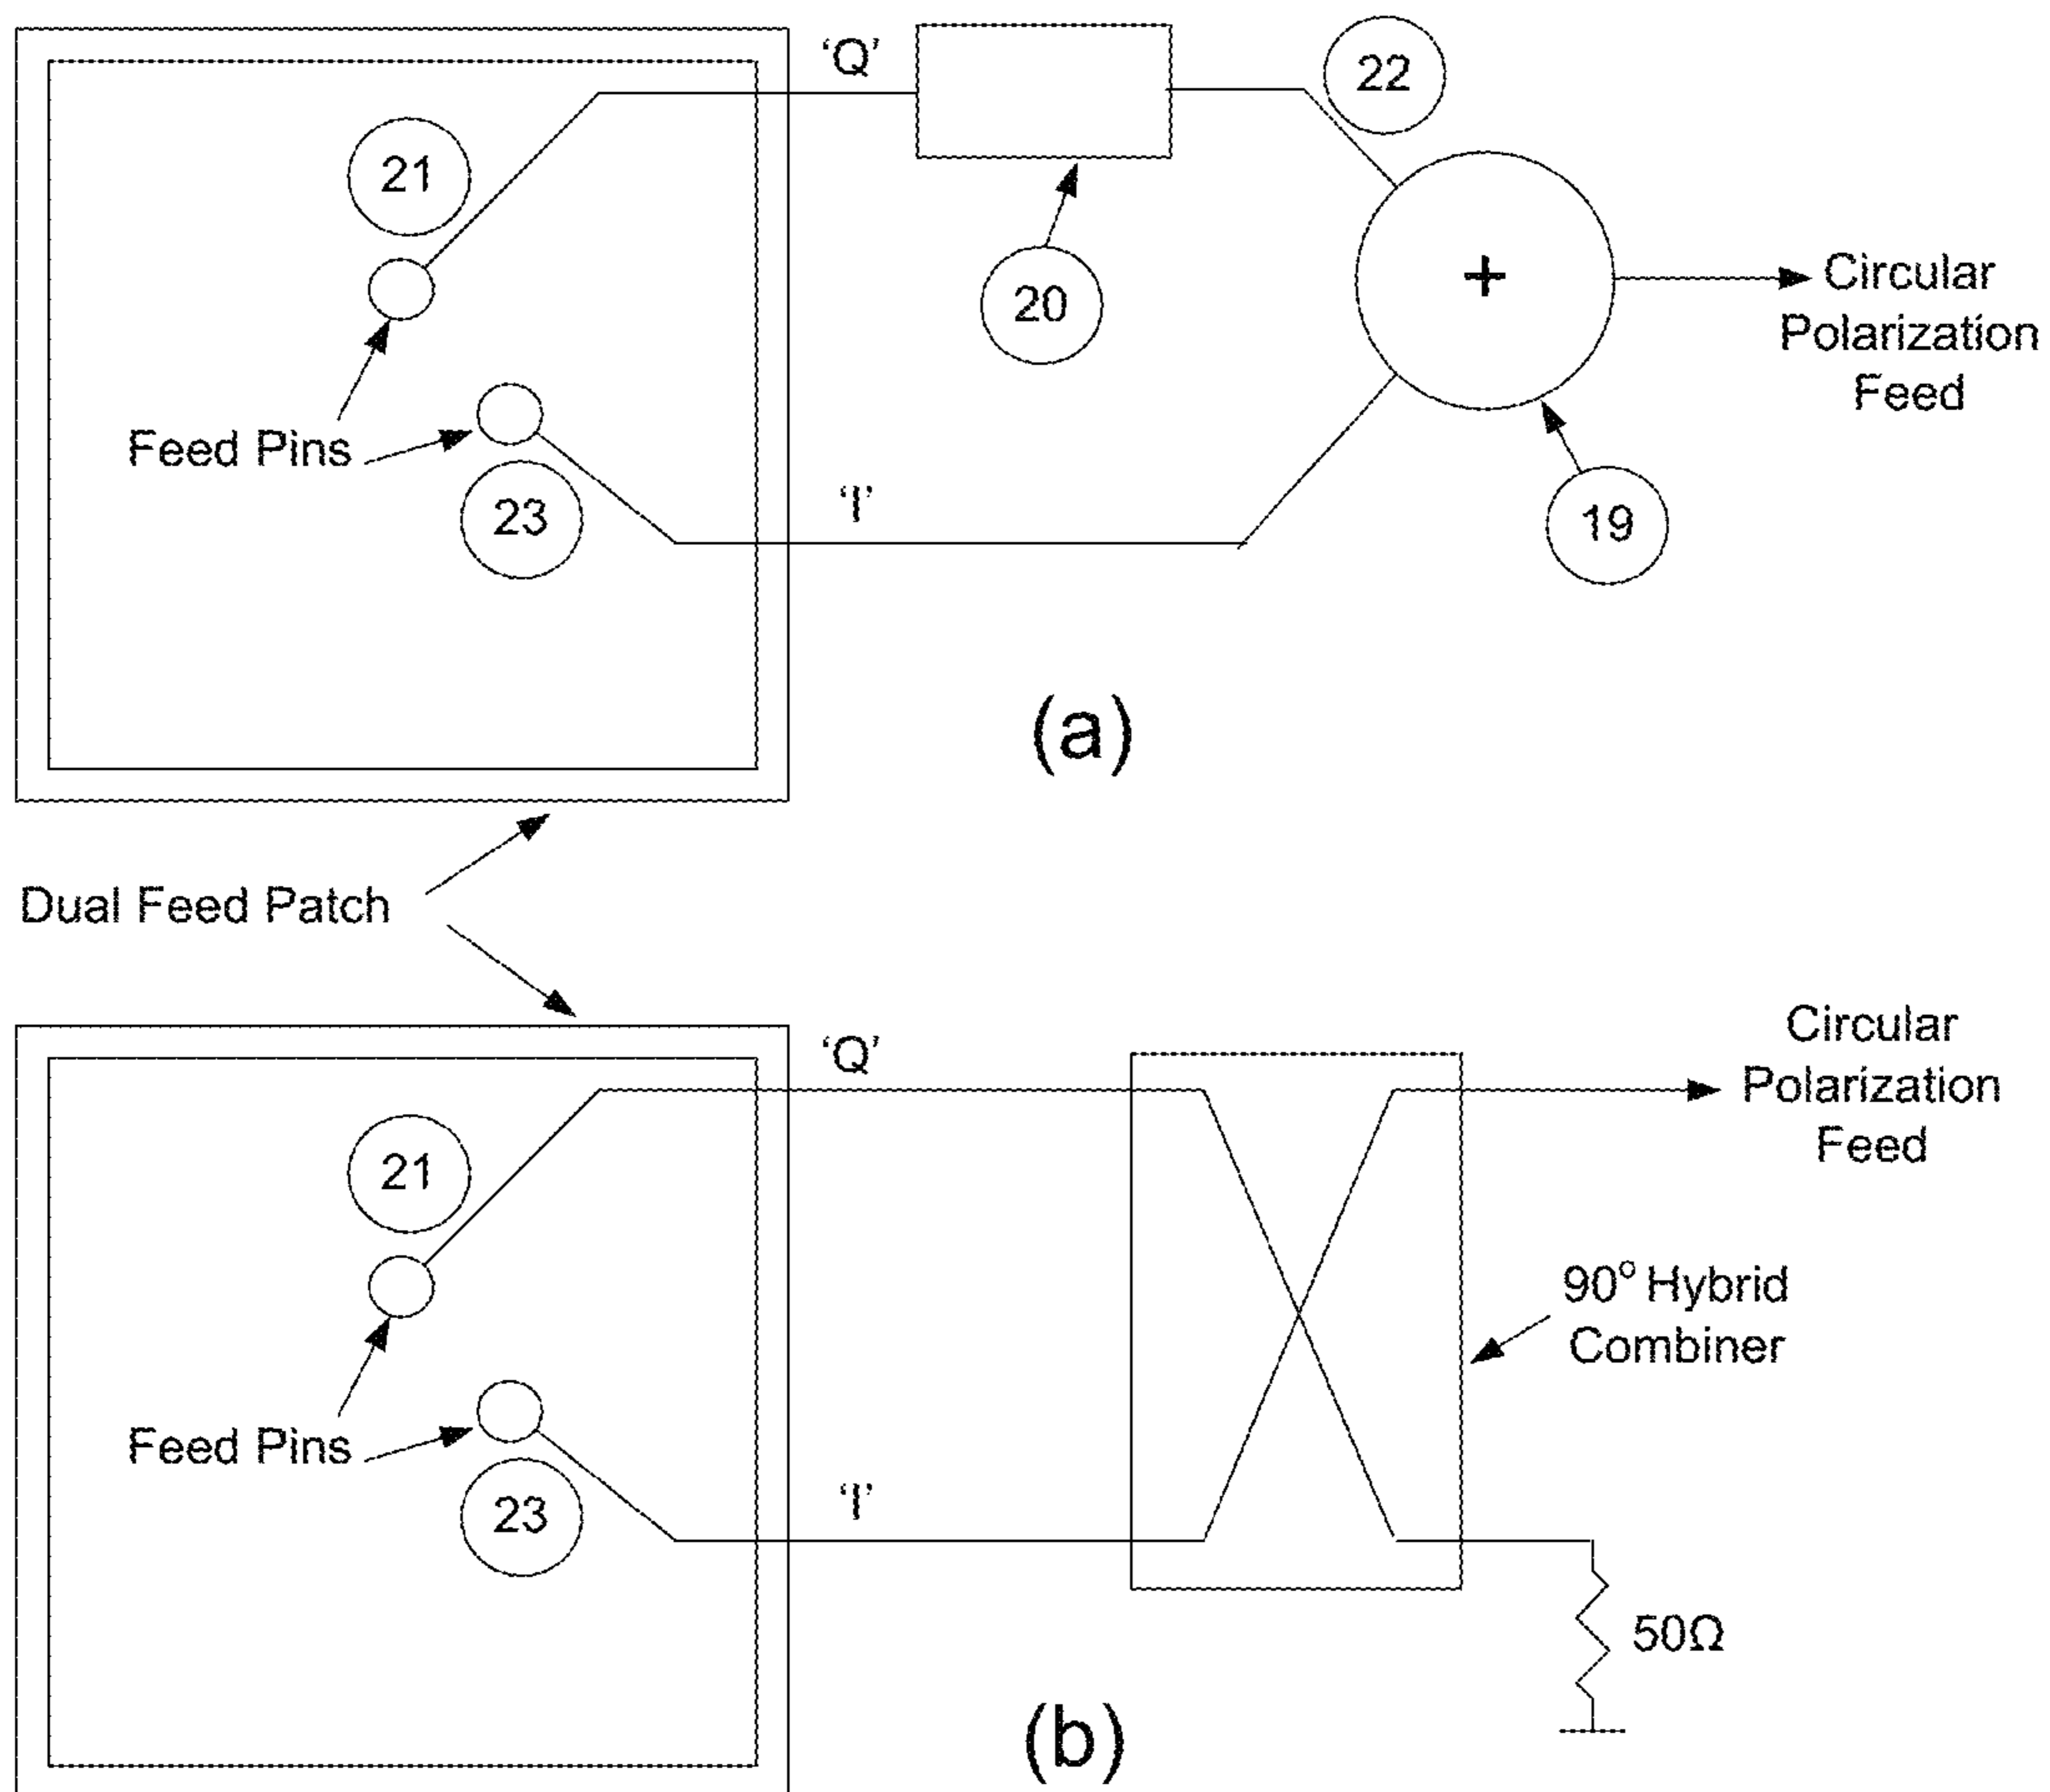 ‘Q’
22
21
20
Circular
Polarization
Feed
+
Feed Pins
23
‘I’
19
(a)
Dual Feed Patch
‘Q’
Circular
Polarization
Feed
21
90° Hybrid
Combiner
Feed Pins
23
‘I’
50Ω
(b)